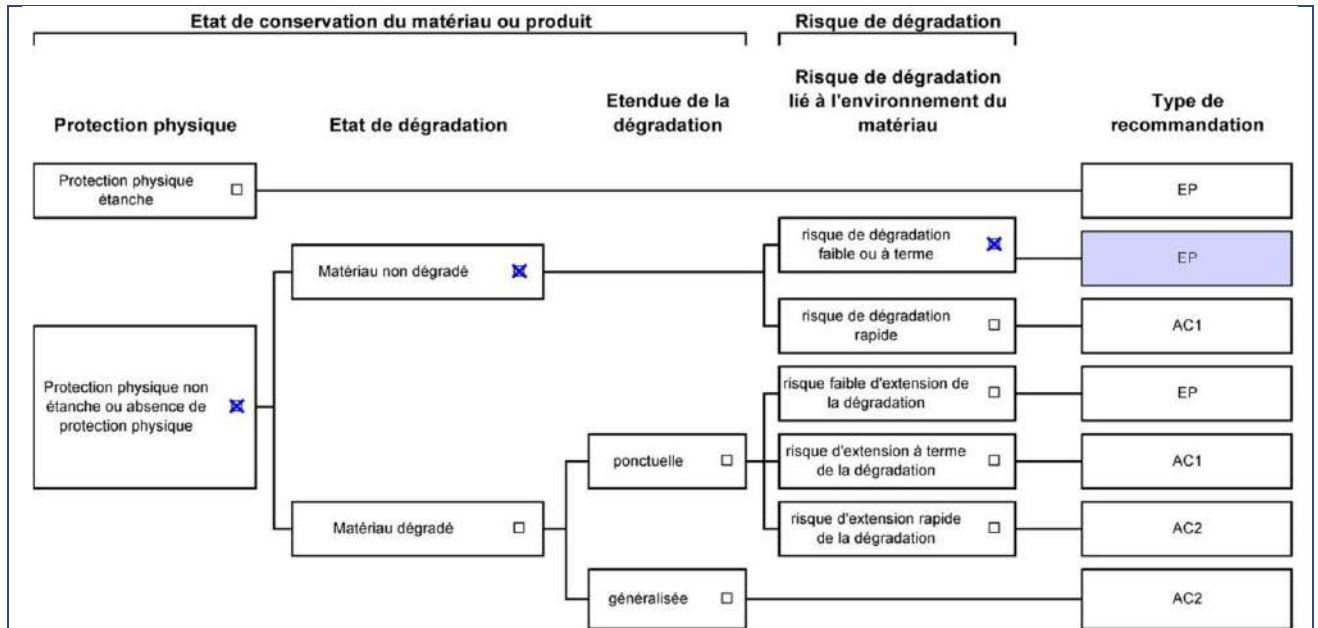 Etat de conservation du matériau ou produit
Risque de dégradation
Protection physique
Etat de dégradation
Etendue de la
dégradation
Risque de dégradation
lié à l'environnement du
matériau
Type de
recommandation
Protection physique
étanche
EP
risque de dégradation
faible ou à terme
EP
Matériau non dégradé
risque de dégradation
rapide
AC1
Protection physique non
étanche ou absence de
protection physique
risque faible d'extension de
la dégradation
EP
ponctuelle
risque d'extension à terme
de la dégradation
AC1
Matériau dégradé
risque d'extension rapide
de la dégradation
AC2
généralisée
AC2